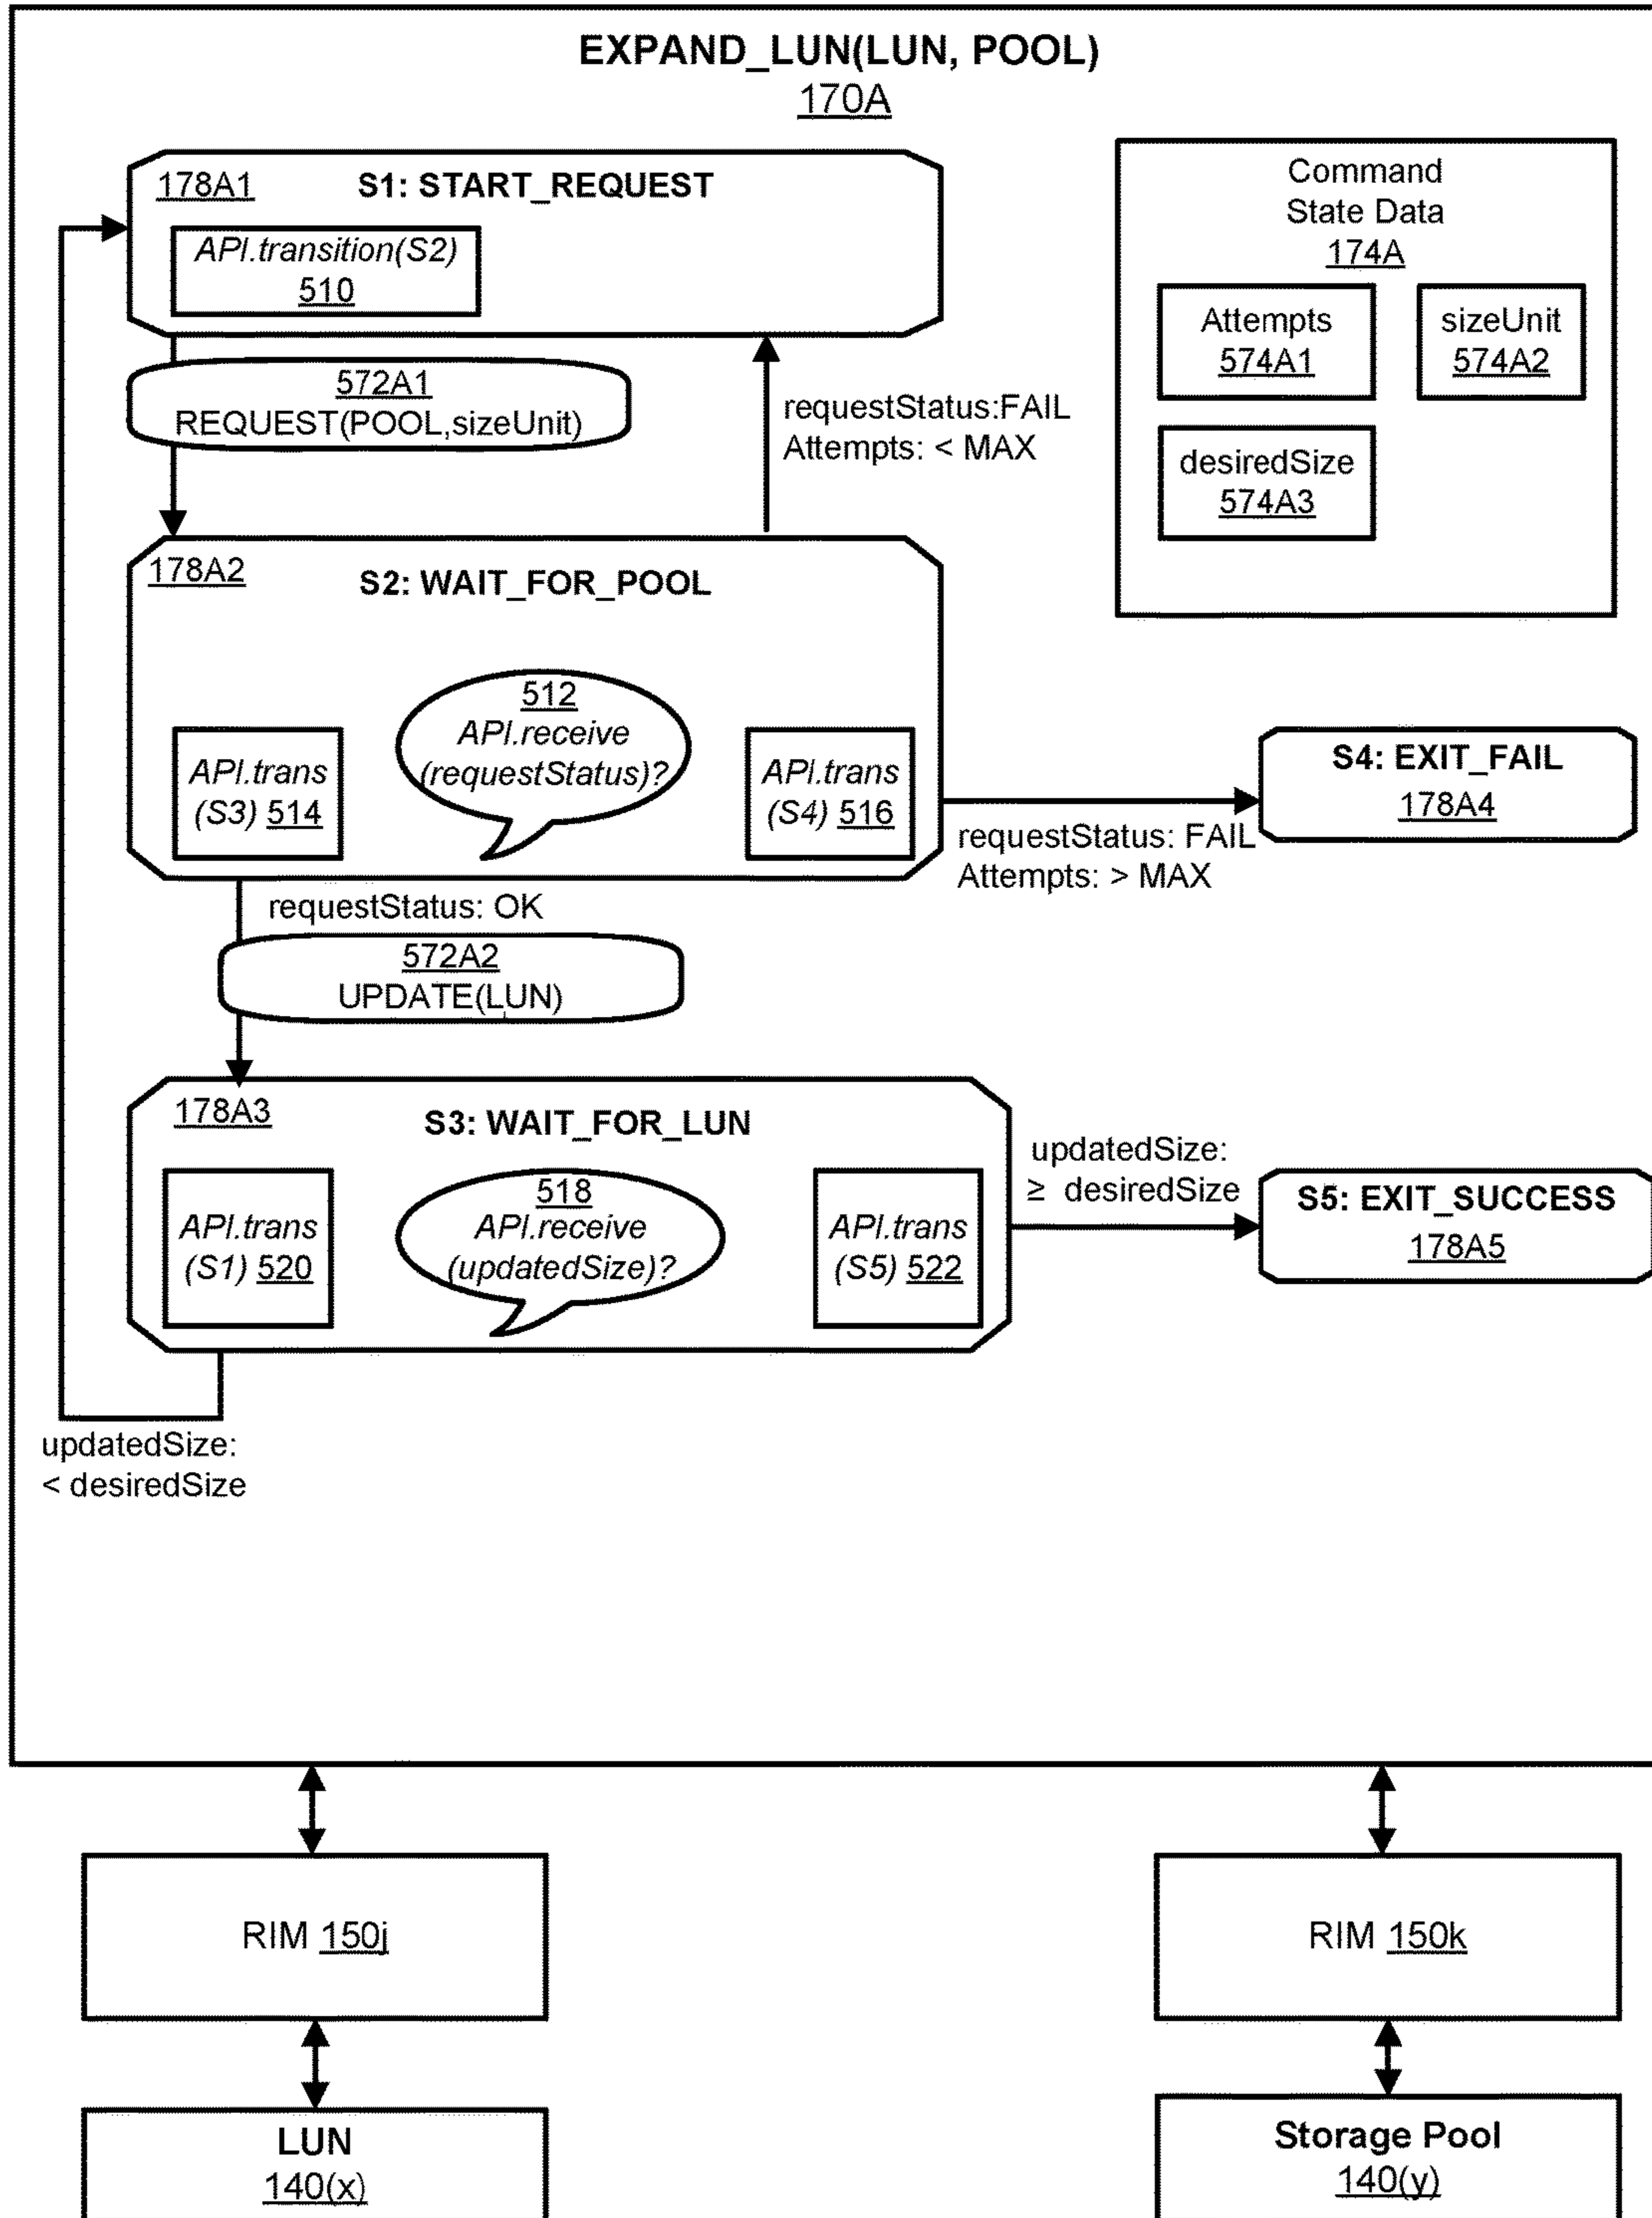 EXPAND_LUN(LUN, POOL)
170A
178A1
S1: START_REQUEST
API.transition(S2)
510
572A1
REQUEST(POOL,sizeUnit)
requestStatus:FAIL
Attempts: < MAX
Command
State Data
174A
Attempts
574A1
sizeUnit
574A2
desiredSize
574A3
178A2
S2: WAIT_FOR_POOL
512
API.receive
(requestStatus)?
API.trans
(S3) 514
API.trans
(S4) 516
S4: EXIT_FAIL
178A4
requestStatus: FAIL
Attempts: > MAX
requestStatus: OK
572A2
UPDATE(LUN)
178A3
S3: WAIT_FOR_LUN
API.trans
(S1) 520
518
API.receive
(updatedSize)?
API.trans
(S5) 522
updatedSize:
≥ desiredSize
S5: EXIT_SUCCESS
178A5
updatedSize:
< desiredSize
RIM 150j
RIM 150k
LUN
140(x)
Storage Pool
140(y)